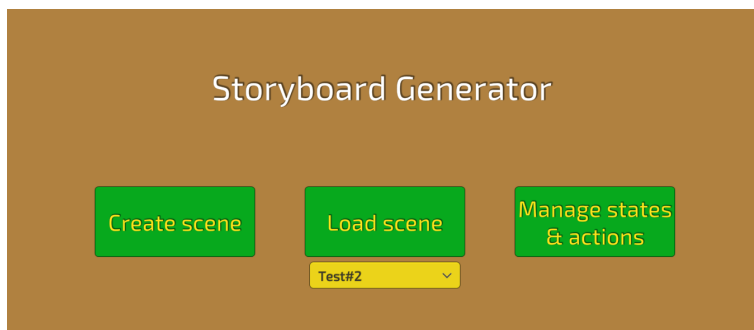 Storyboard Generator
Create scene
Load scene
Manage states
& actions
Test#2